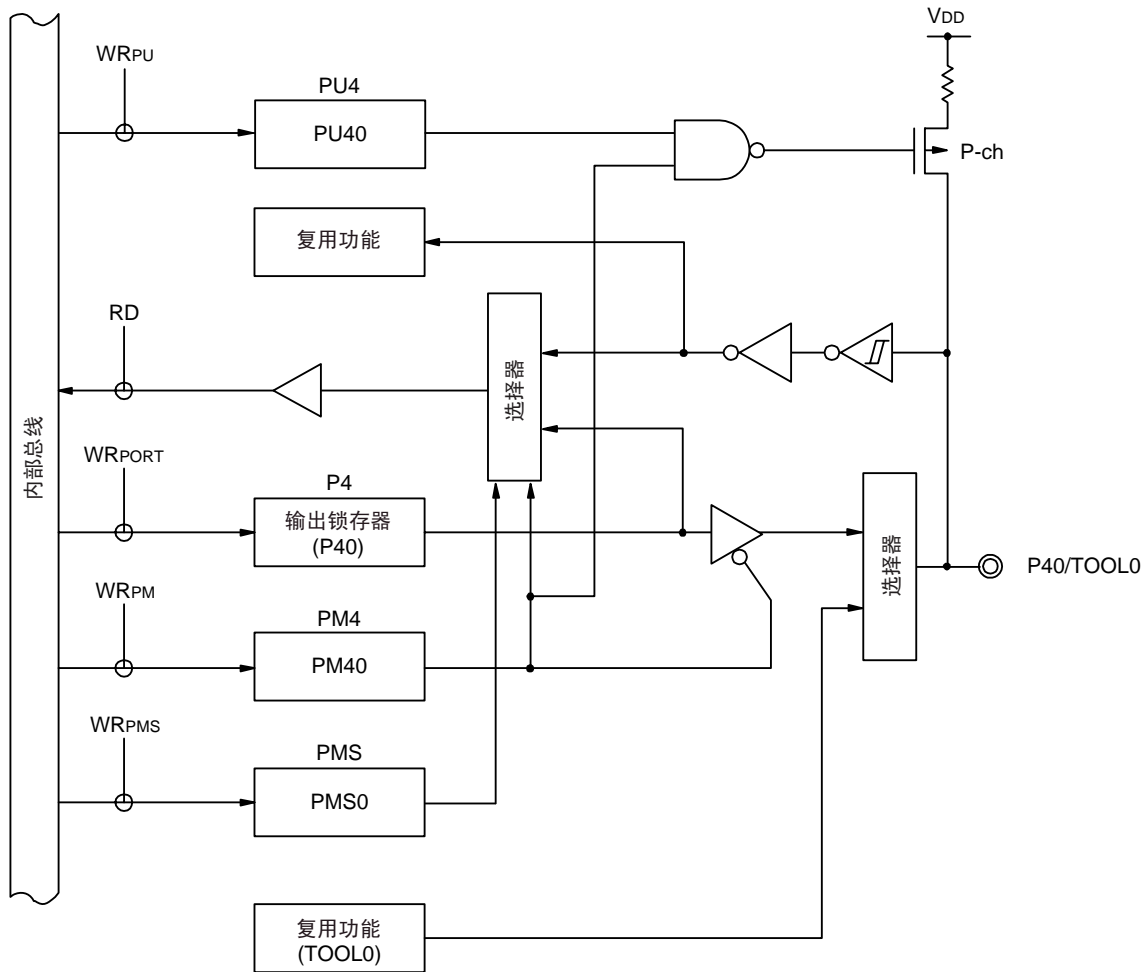 VDD
WRPU
PU4
PU40
P-ch
复用功能
RD
选择器
内部总线
WRPORT
P4
输出锁存器
(P40)
选择器
P40/TOOL0
WRPM
PM4
PM40
WRPMS
PMS
PMS0
复用功能
(TOOL0)